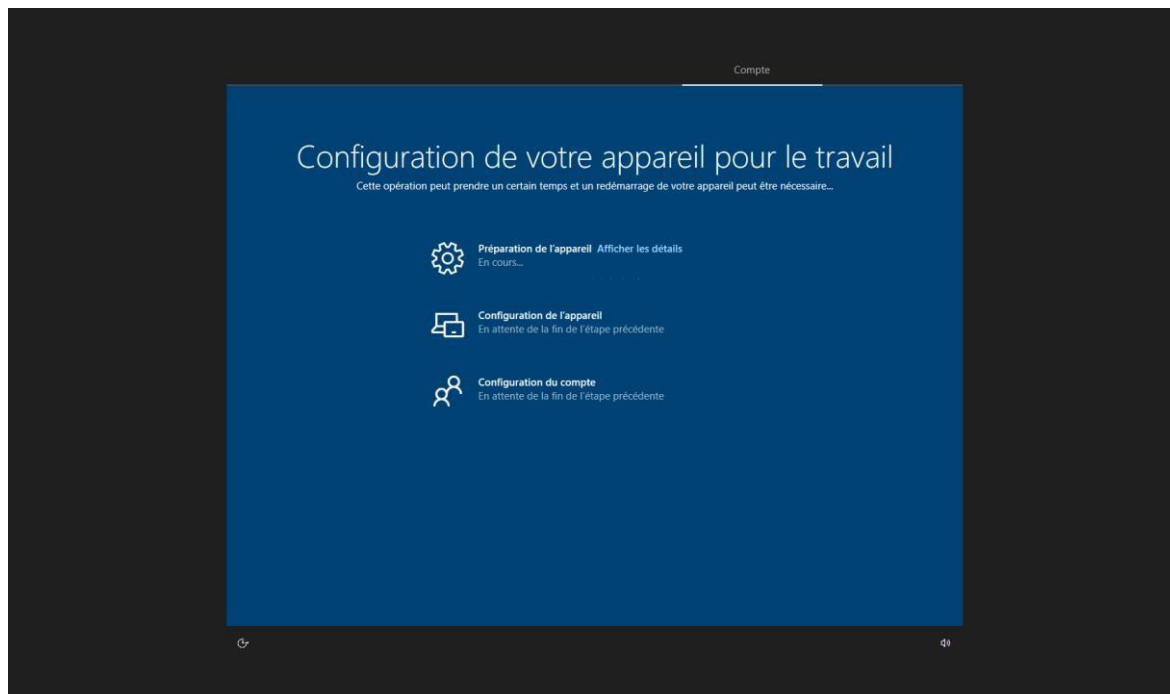 Compte
Configuration de votre appareil pour le travail
Cette opération peut prendre un certain temps et un redémarrage de votre appareil peut être nécessaire...
Préparation de l'appareil Afficher les détails
En cours...
Configuration de l'appareil
En attente de la fin de l'étape précédente
Configuration du compte
En attente de la fin de l'étape précédente